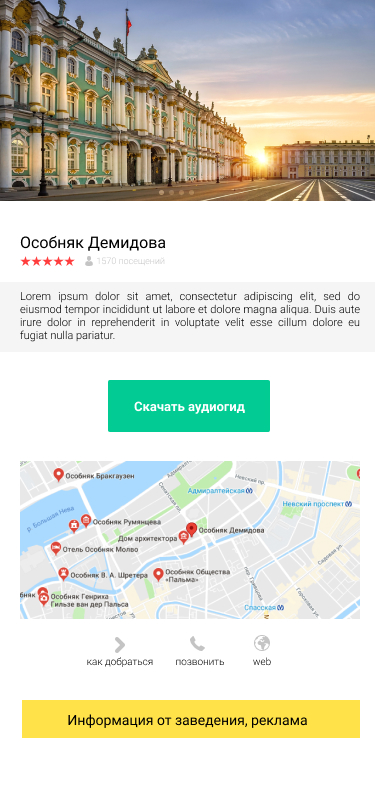 Особняк Демидова
1570 посещений
Lorem ipsum dolor sit amet, consectetur adipiscing elit, sed do
eiusmod tempor incididunt ut labore et dolore magna aliqua. Duis aute
irure dolor in reprehenderit in voluptate velit esse cillum dolore eu
fugiat nulla pariatur.
Скачать аудиогид
Особняк Бракгаузен
Адмиралтейская
Невский пр.
Невский проспект
р. Большая Нева
Особняк Румянцева
Особняк Демидова
Дом архитектора
Отель Особняк Молво
Особняк В. А. Шретера
Особняк Общества
«Пальма»
Особняк Генриха
Гильзе ван дер Пальса
Спасская
Садовая ул.
как добраться
позвонить
web
Информация от заведения, реклама